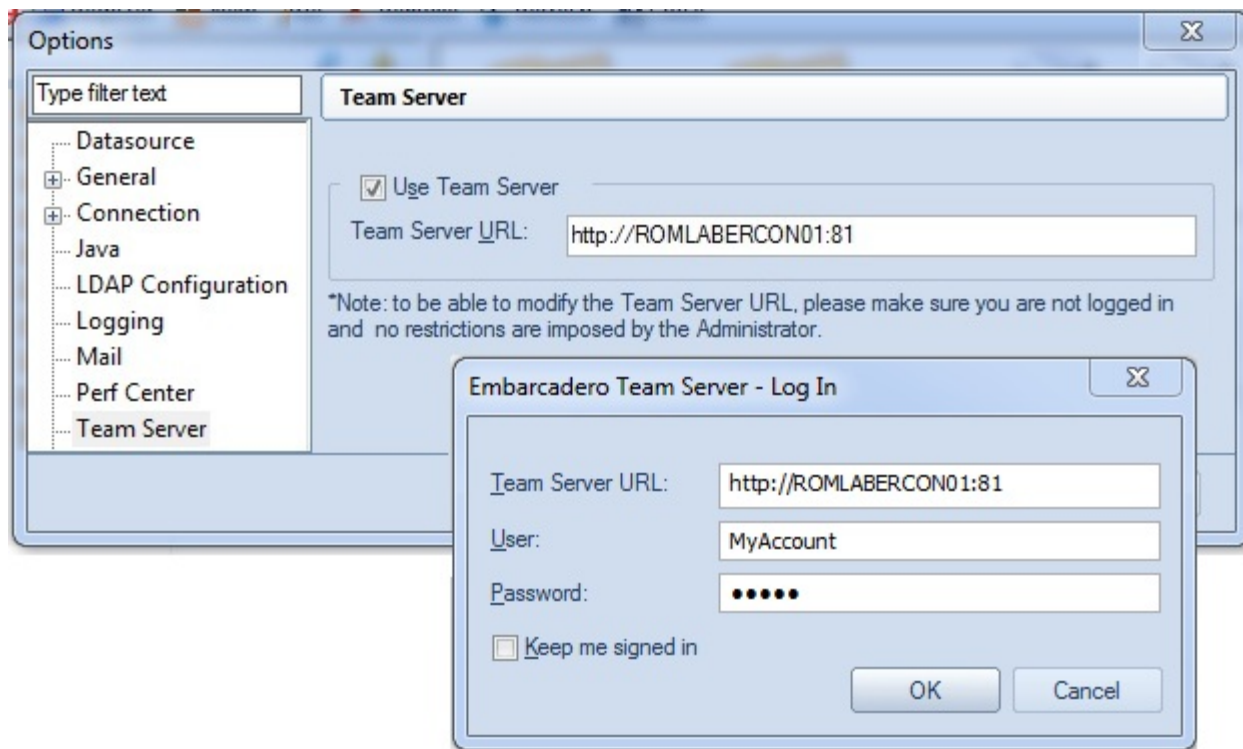 Options
Type filter text
Datasource
General
Connection
Java
LDAP Configuration
Logging
Mail
Perf Center
Team Server
Team Server
Use Team Server
Team Server URL: http://ROMLABERCON01:81
*Note: to be able to modify the Team Server URL, please make sure you are not logged in
and no restrictions are imposed by the Administrator.
Embarcadero Team Server - Log In
Team Server URL: http://ROMLABERCON01:81
User: MyAccount
Password: •••••
Keep me signed in
OK Cancel